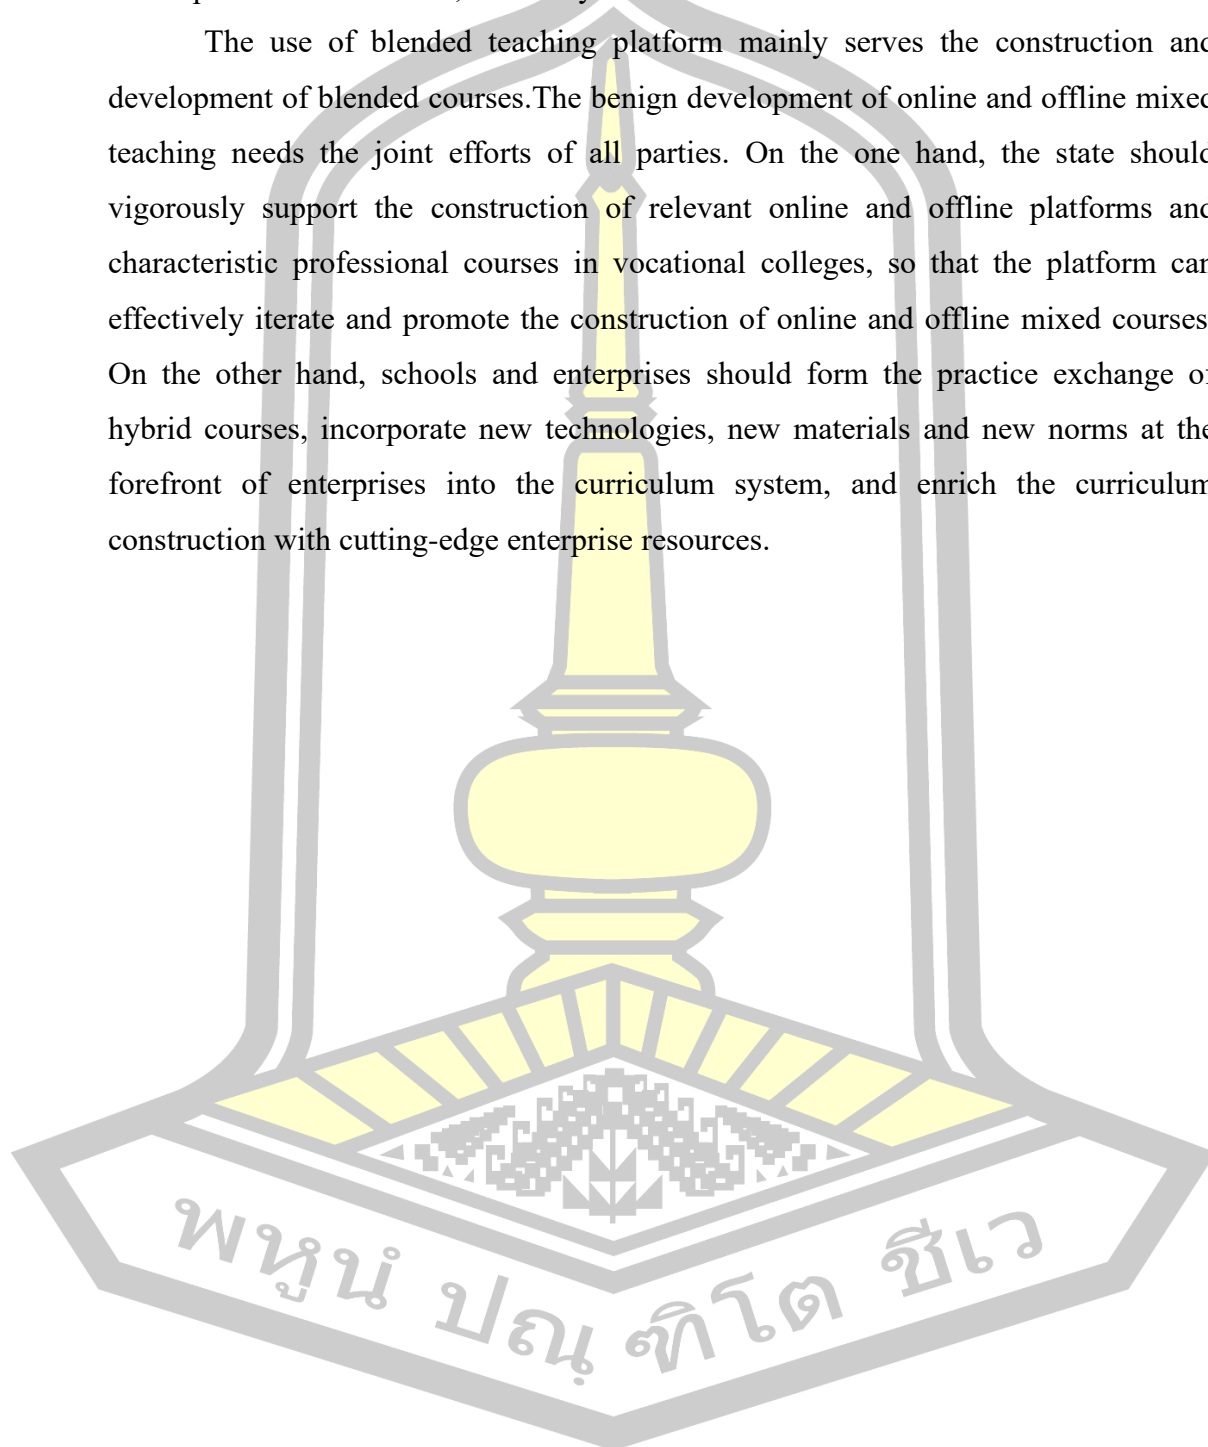 The use of blended teaching platform mainly serves the construction and
development of blended courses.The benign development of online and offline mixed
teaching needs the joint efforts of all parties. On the one hand, the state should
vigorously support the construction of relevant online and offline platforms and
characteristic professional courses in vocational colleges, so that the platform can
effectively iterate and promote the construction of online and offline mixed courses.
On the other hand, schools and enterprises should form the practice exchange of
hybrid courses, incorporate new technologies, new materials and new norms at the
forefront of enterprises into the curriculum system, and enrich the curriculum
construction with cutting-edge enterprise resources.
พหูนํ ปณฺฑิโต ชีเว